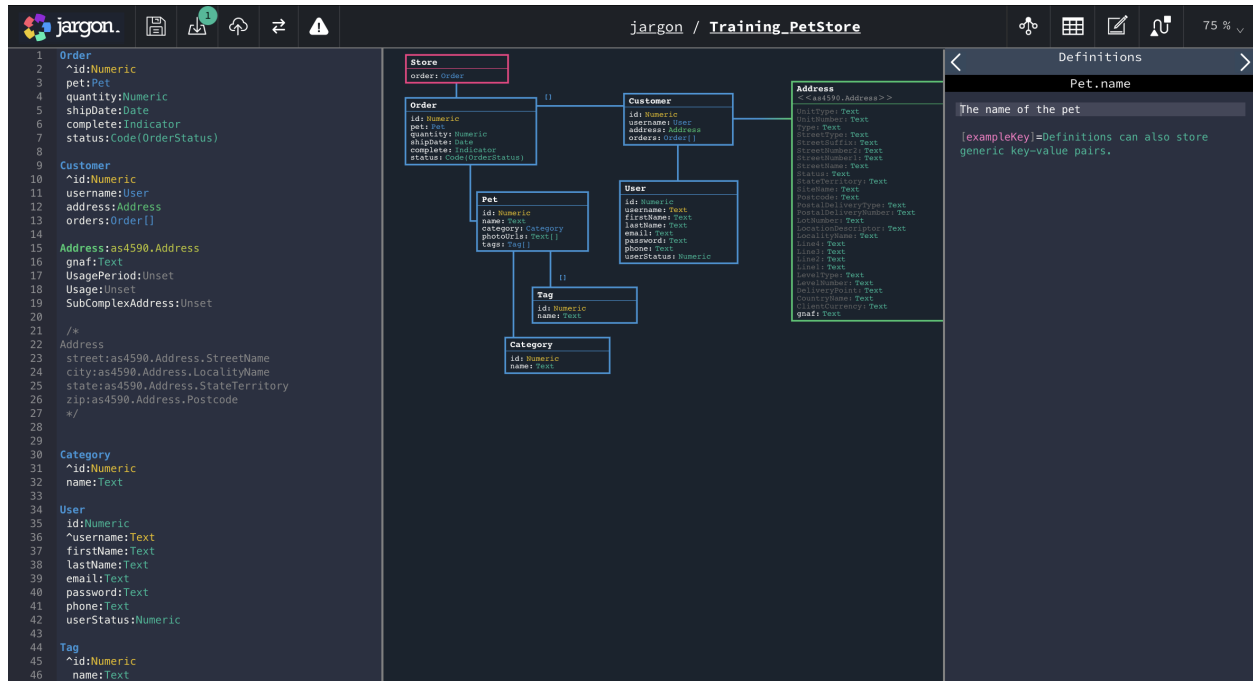 jargon.
1
jargon / Training_PetStore
75 %
1 Order
2 ^id:Numeric
3 pet:Pet
4 quantity:Numeric
5 shipDate:Date
6 complete:Indicator
7 status:Code(OrderStatus)
8
9 Customer
10 ^id:Numeric
11 username:User
12 address:Address
13 orders:Order[]
14
15 Address:as4590.Address
16 gnaf:Text
17 UsagePeriod:Unset
18 Usage:Unset
19 SubComplexAddress:Unset
20
21 /*
22 Address
23 street:as4590.Address.StreetName
24 city:as4590.Address.LocalityName
25 state:as4590.Address.StateTerritory
26 zip:as4590.Address.Postcode
27 */
28
29
30 Category
31 ^id:Numeric
32 name:Text
33
34 User
35 id:Numeric
36 ^username:Text
37 firstName:Text
38 lastName:Text
39 email:Text
40 password:Text
41 phone:Text
42 userStatus:Numeric
43
44 Tag
45 ^id:Numeric
46 name:Text
Store
order: Order
Order
id: Numeric
pet: Pet
quantity: Numeric
shipDate: Date
complete: Indicator
status: Code(OrderStatus)
[]
Customer
id: Numeric
username: User
address: Address
orders: Order[]
Pet
id: Numeric
name: Text
category: Category
photoUrls: Text[]
tags: Tag[]
User
id: Numeric
username: Text
firstName: Text
lastName: Text
email: Text
password: Text
phone: Text
userStatus: Numeric
[]
Tag
id: Numeric
name: Text
Category
id: Numeric
name: Text
Address
<<as4590.Address>>
UnitType: Text
UnitNumber: Text
Type: Text
StreetType: Text
StreetSuffix: Text
StreetNumber2: Text
StreetNumber1: Text
StreetName: Text
Status: Text
StateTerritory: Text
SiteName: Text
Postcode: Text
PostalDeliveryType: Text
PostalDeliveryNumber: Text
LotNumber: Text
LocationDescriptor: Text
LocalityName: Text
Line4: Text
Line3: Text
Line2: Text
Line1: Text
LevelType: Text
LevelNumber: Text
DeliveryPoint: Text
CountryName: Text
ClientCurrency: Text
gnaf: Text
Definitions
Pet.name
The name of the pet
[exampleKey]=Definitions can also store
generic key-value pairs.